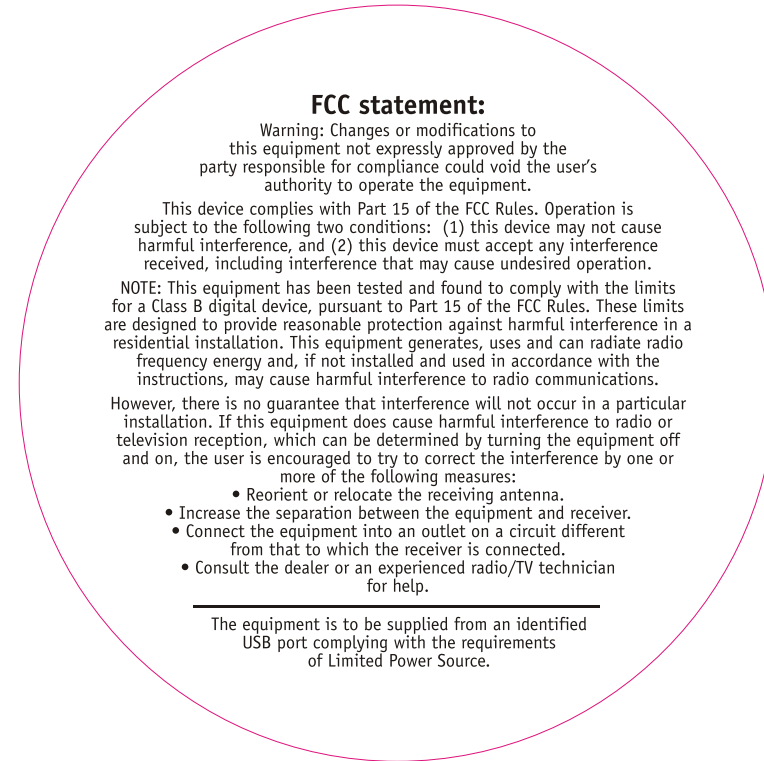 FCC statement:
Warning: Changes or modifications to
this equipment not expressly approved by the
party responsible for compliance could void the user's
authority to operate the equipment.
This device complies with Part 15 of the FCC Rules. Operation is
subject to the following two conditions:  (1) this device may not cause
harmful interference, and (2) this device must accept any interference
received, including interference that may cause undesired operation.
NOTE: This equipment has been tested and found to comply with the limits
for a Class B digital device, pursuant to Part 15 of the FCC Rules. These limits
are designed to provide reasonable protection against harmful interference in a
residential installation. This equipment generates, uses and can radiate radio
frequency energy and, if not installed and used in accordance with the
instructions, may cause harmful interference to radio communications.
However, there is no guarantee that interference will not occur in a particular
installation. If this equipment does cause harmful interference to radio or
television reception, which can be determined by turning the equipment off
and on, the user is encouraged to try to correct the interference by one or
more of the following measures:
• Reorient or relocate the receiving antenna.
• Increase the separation between the equipment and receiver.
• Connect the equipment into an outlet on a circuit different
from that to which the receiver is connected.
• Consult the dealer or an experienced radio/TV technician
for help.
The equipment is to be supplied from an identified
USB port complying with the requirements
of Limited Power Source.